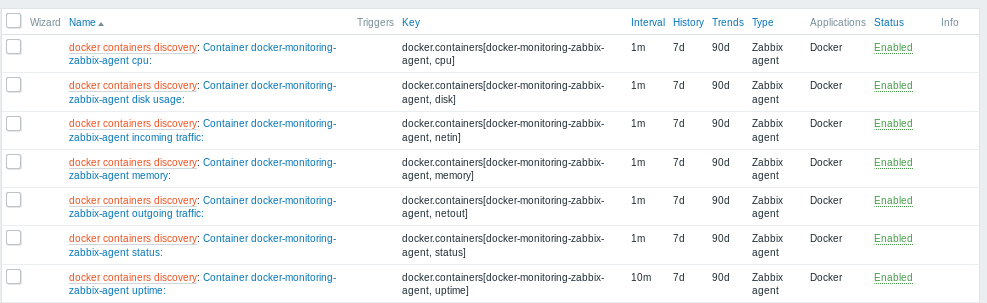 Wizard Name Triggers Key Interval History Trends Type Applications Status Info
docker containers discovery: Container docker-monitoring- docker.containers[docker-monitoring-zabbix- 1m 7d 90d Zabbix Docker Enabled
zabbix-agent cpu: agent, cpu] agent
docker containers discovery: Container docker-monitoring- docker.containers[docker-monitoring-zabbix- 1m 7d 90d Zabbix Docker Enabled
zabbix-agent disk usage: agent, disk] agent
docker containers discovery: Container docker-monitoring- docker.containers[docker-monitoring-zabbix- 1m 7d 90d Zabbix Docker Enabled
zabbix-agent incoming traffic: agent, netin] agent
docker containers discovery: Container docker-monitoring- docker.containers[docker-monitoring-zabbix- 1m 7d 90d Zabbix Docker Enabled
zabbix-agent memory: agent, memory] agent
docker containers discovery: Container docker-monitoring- docker.containers[docker-monitoring-zabbix- 1m 7d 90d Zabbix Docker Enabled
zabbix-agent outgoing traffic: agent, netout] agent
docker containers discovery: Container docker-monitoring- docker.containers[docker-monitoring-zabbix- 1m 7d 90d Zabbix Docker Enabled
zabbix-agent status: agent, status] agent
docker containers discovery: Container docker-monitoring- docker.containers[docker-monitoring-zabbix- 10m 7d 90d Zabbix Docker Enabled
zabbix-agent uptime: agent, uptime] agent